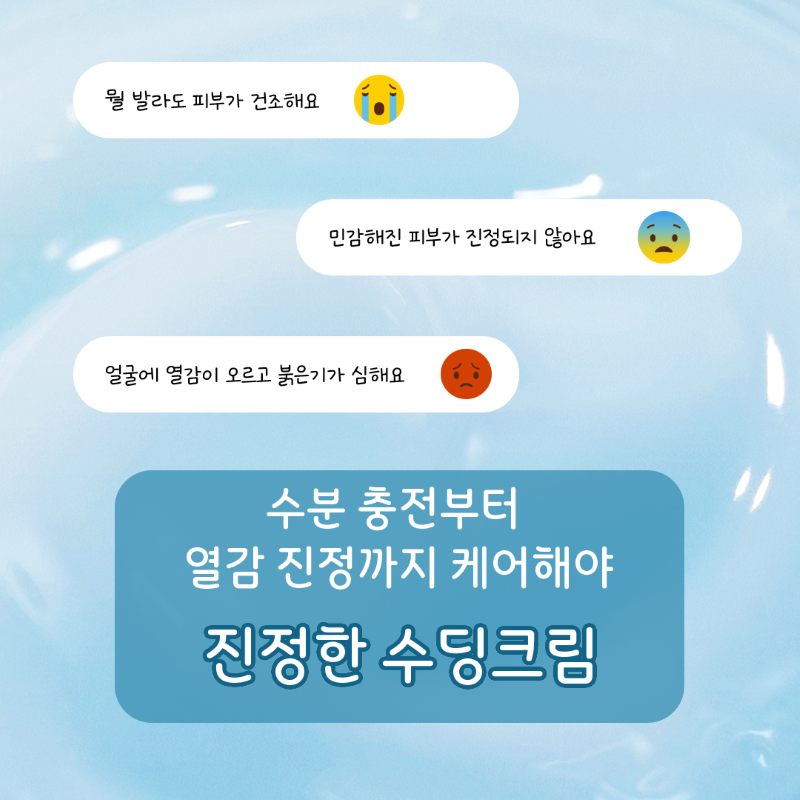 뭘 발라도 피부가 건조해요
민감해진 피부가 진정되지 않아요
얼굴에 열감이 오르고 붉은기가 심해요
수분 충전부터
열감 진정까지 케어해야
진정한 수딩크림